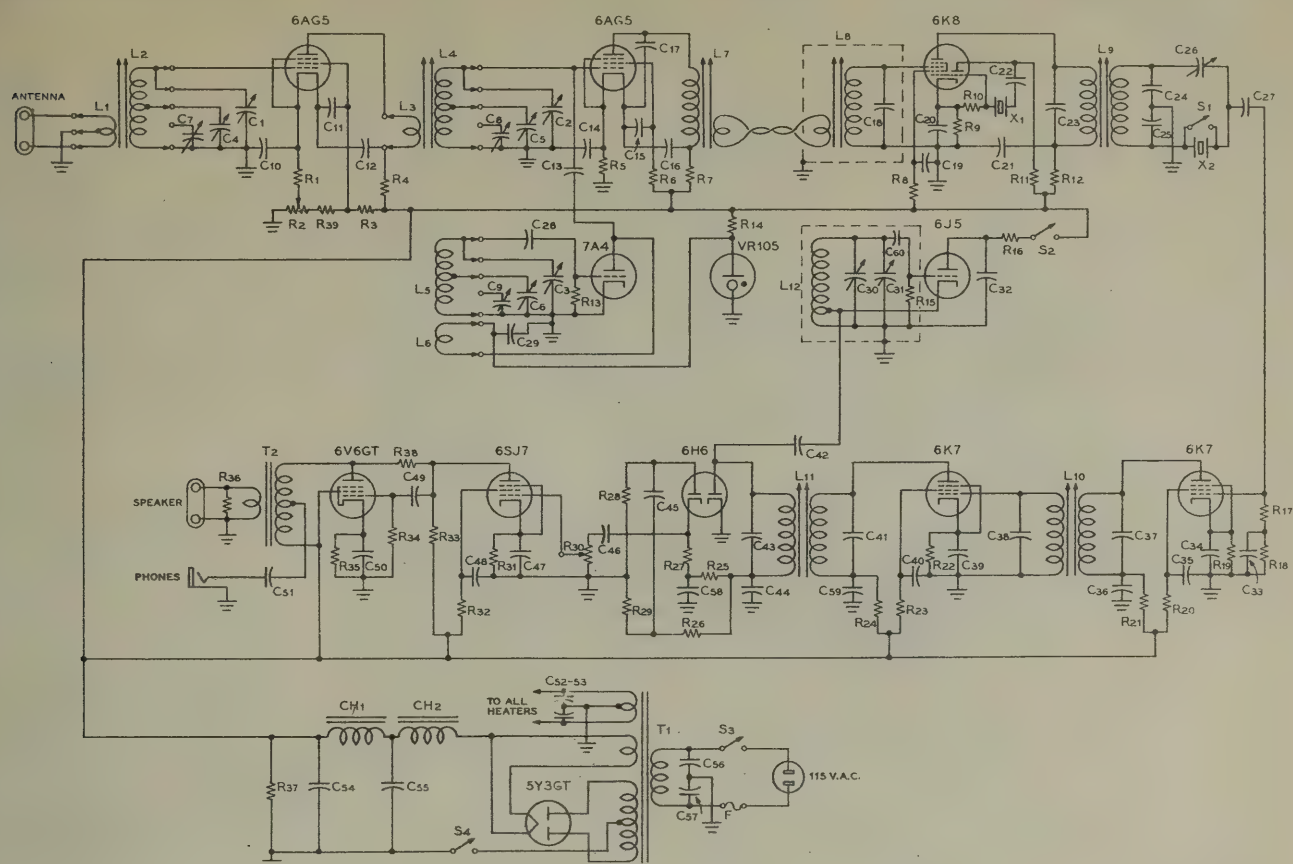 6AG5
6AG5
6K8
L2
L4
C17
L7
L8
L9
C26
ANTENNA
L1
C7
C4
C1
C11
C10
C12
L3
C8
C5
C2
C14
C13
C15
C16
C18
C20
R10
C22
X1
R9
C19
C21
C23
C24
C25
S1
X2
C27
R1
R4
R5
R6
R7
R8
R11
R12
R2
R39
R3
C28
7A4
R14
VR105
6J5
R16
S2
L5
C9
C6
C3
R13
L12
C30
C31
C60
R15
C32
L6
C29
T2
6V6GT
R38
C49
6SJ7
6H6
C42
L11
6K7
L10
6K7
R36
SPEAKER
R28
C45
R17
R34
R33
R30
C46
C43
C41
C38
C37
R35
C50
C48
R31
C47
R27
R25
C58
C44
C59
C40
R22
C39
C34
C35
R19
C33
R18
PHONES
C51
R32
R29
R26
R24
R23
C36
R21
R20
C52-53
TO ALL
HEATERS
CH1
CH2
T1
S3
C56
115 V.A.C.
R37
C54
C55
5Y3GT
C57
F
S4